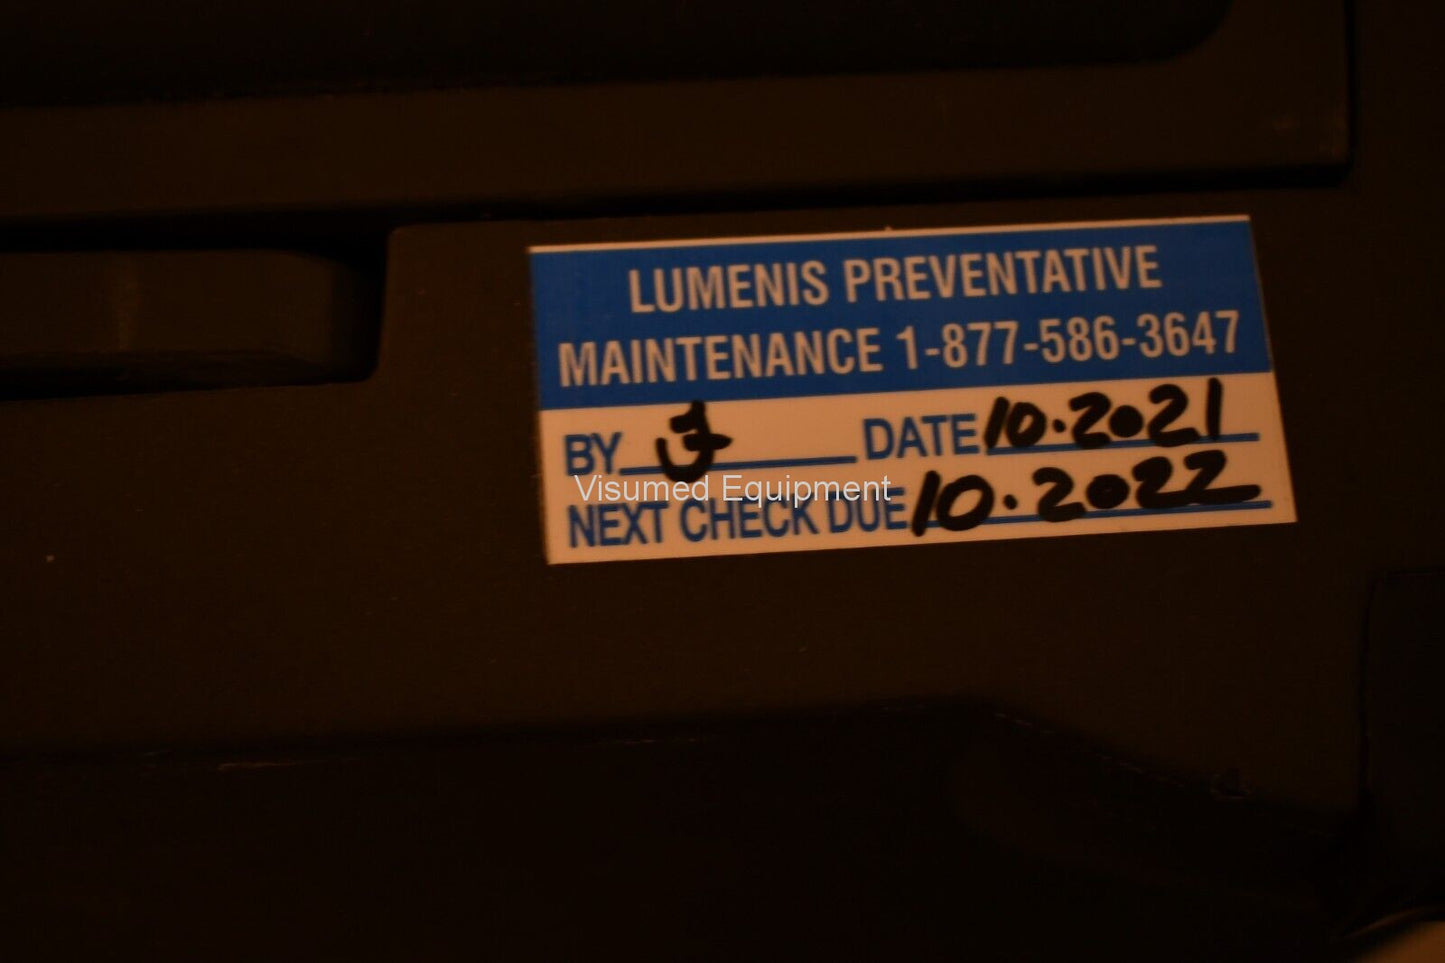 LUMENIS PREVENTATIVE
MAINTENANCE 1-877-586-3647
BY J DATE 10.2021
Visumed Equipment
NEXT CHECK DUE 10.2022